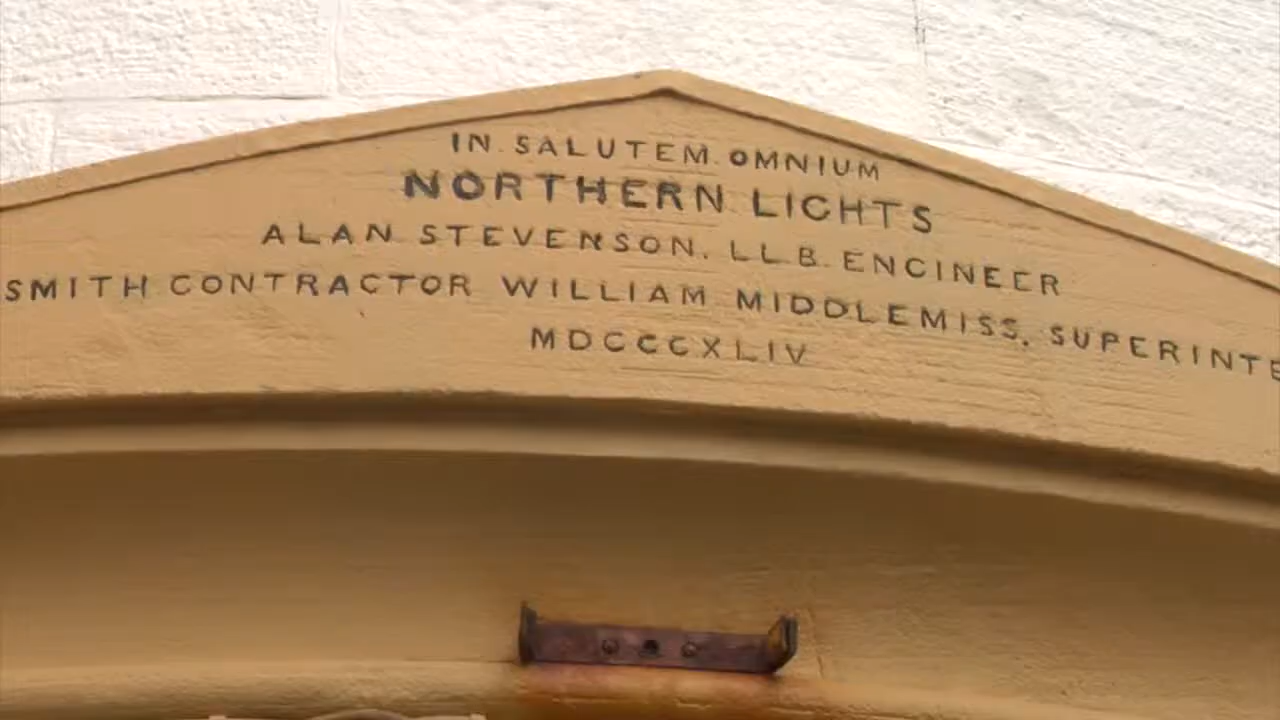 IN SALUTEM OMNIUM
NORTHERN LIGHTS
ALAN STEVENSON, LLB ENGINEER
SMITH CONTRACTOR WILLIAM MIDDLEMISS, SUPERINTE
MDCCCXLIV